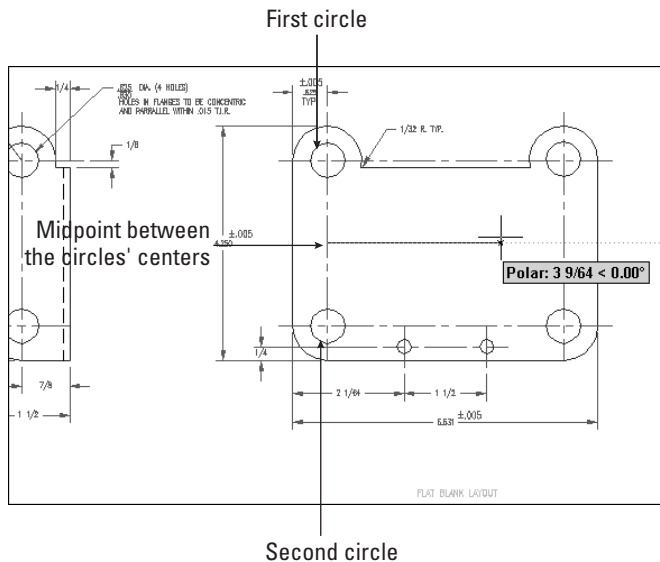 First circle
1/4
DIA. (4 HOLES)
HOLES IN FLANGES TO BE CONCENTRIC
AND PARRALLEL WITHIN .015 T.I.R.
±.005
.625
TYP.
1/32 R. TYP.
1/8
Midpoint between
the circles' centers
±.005
4.250
Polar: 3 9/64 < 0.00°
1/4
7/8
2 1/64
1 1/2
1 1/2
±.005
FLAT BLANK LAYOUT
Second circle